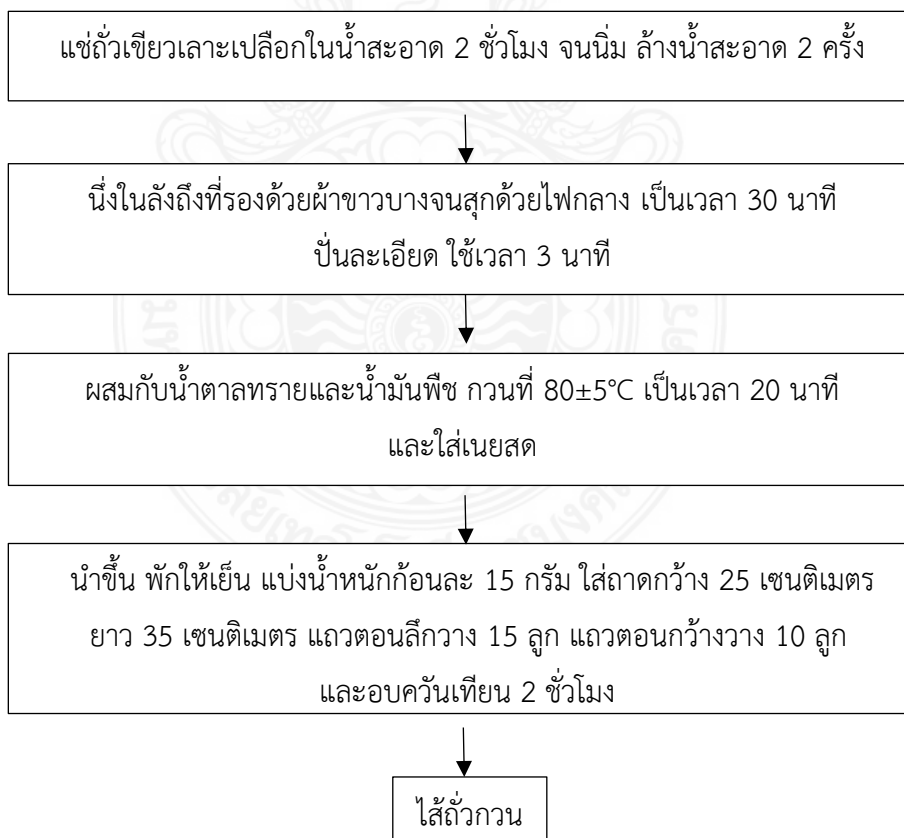 แช่ถั่วเขียวเลาะเปลือกในน้ำสะอาด 2 ชั่วโมง จนนิ่ม ล้างน้ำสะอาด 2 ครั้ง
นึ่งในลังถึงที่รองด้วยผ้าขาวบางจนสุกด้วยไฟกลาง เป็นเวลา 30 นาที
ปั่นละเอียด ใช้เวลา 3 นาที
ผสมกับน้ำตาลทรายและน้ำมันพืช กวนที่ 80±5°C เป็นเวลา 20 นาที
และใส่เนยสด
นำขึ้น พักให้เย็น แบ่งน้ำหนักก้อนละ 15 กรัม ใส่ถาดกว้าง 25 เซนติเมตร
ยาว 35 เซนติเมตร แถวตอนลึกวาง 15 ลูก แถวตอนกว้างวาง 10 ลูก
และอบควันเทียน 2 ชั่วโมง
ไส้ถั่วกวน